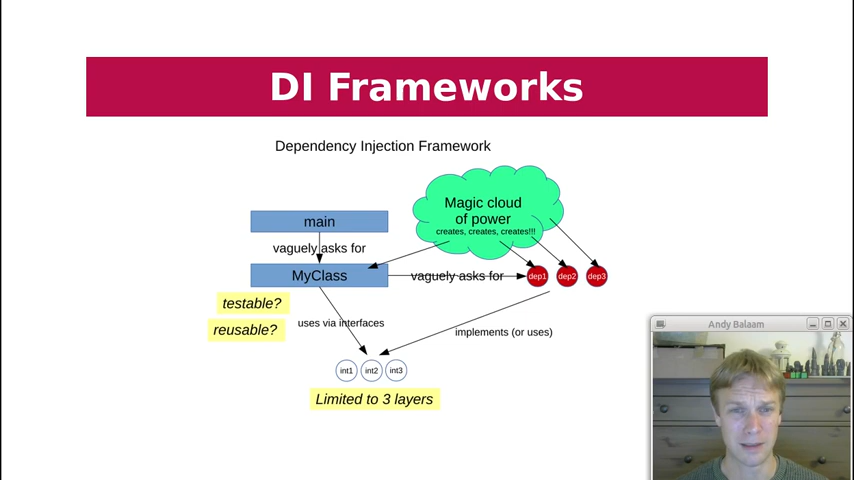 DI Frameworks
Dependency Injection Framework
Magic cloud
of power
creates, creates, creates!!!
main
vaguely asks for
MyClass
vaguely asks for
dep1
dep2
dep3
testable?
reusable?
uses via interfaces
implements (or uses)
int1
int2
int3
Limited to 3 layers
Andy Balaam